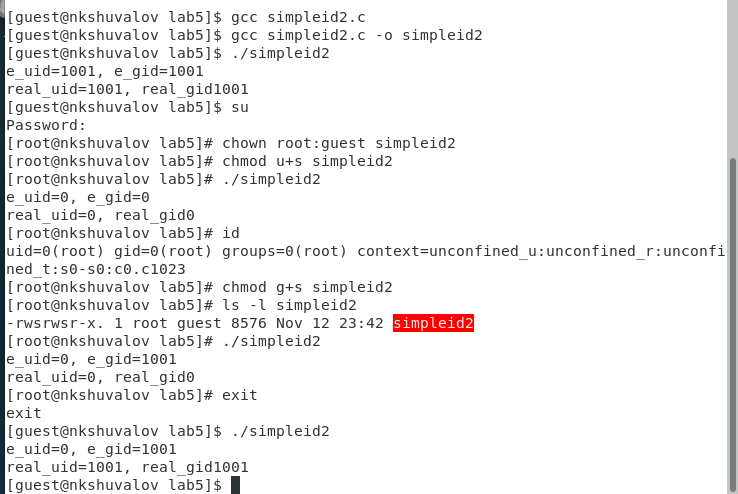 [guest@nkshuvalov lab5]$ gcc simpleid2.c
[guest@nkshuvalov lab5]$ gcc simpleid2.c -o simpleid2
[guest@nkshuvalov lab5]$ ./simpleid2
e_uid=1001, e_gid=1001
real_uid=1001, real_gid1001
[guest@nkshuvalov lab5]$ su
Password:
[root@nkshuvalov lab5]# chown root:guest simpleid2
[root@nkshuvalov lab5]# chmod u+s simpleid2
[root@nkshuvalov lab5]# ./simpleid2
e_uid=0, e_gid=0
real_uid=0, real_gid0
[root@nkshuvalov lab5]# id
uid=0(root) gid=0(root) groups=0(root) context=unconfined_u:unconfined_r:unconfi
ned_t:s0-s0:c0.c1023
[root@nkshuvalov lab5]# chmod g+s simpleid2
[root@nkshuvalov lab5]# ls -l simpleid2
-rwsrwsr-x. 1 root guest 8576 Nov 12 23:42 simpleid2
[root@nkshuvalov lab5]# ./simpleid2
e_uid=0, e_gid=1001
real_uid=0, real_gid0
[root@nkshuvalov lab5]# exit
exit
[guest@nkshuvalov lab5]$ ./simpleid2
e_uid=0, e_gid=1001
real_uid=1001, real_gid1001
[guest@nkshuvalov lab5]$